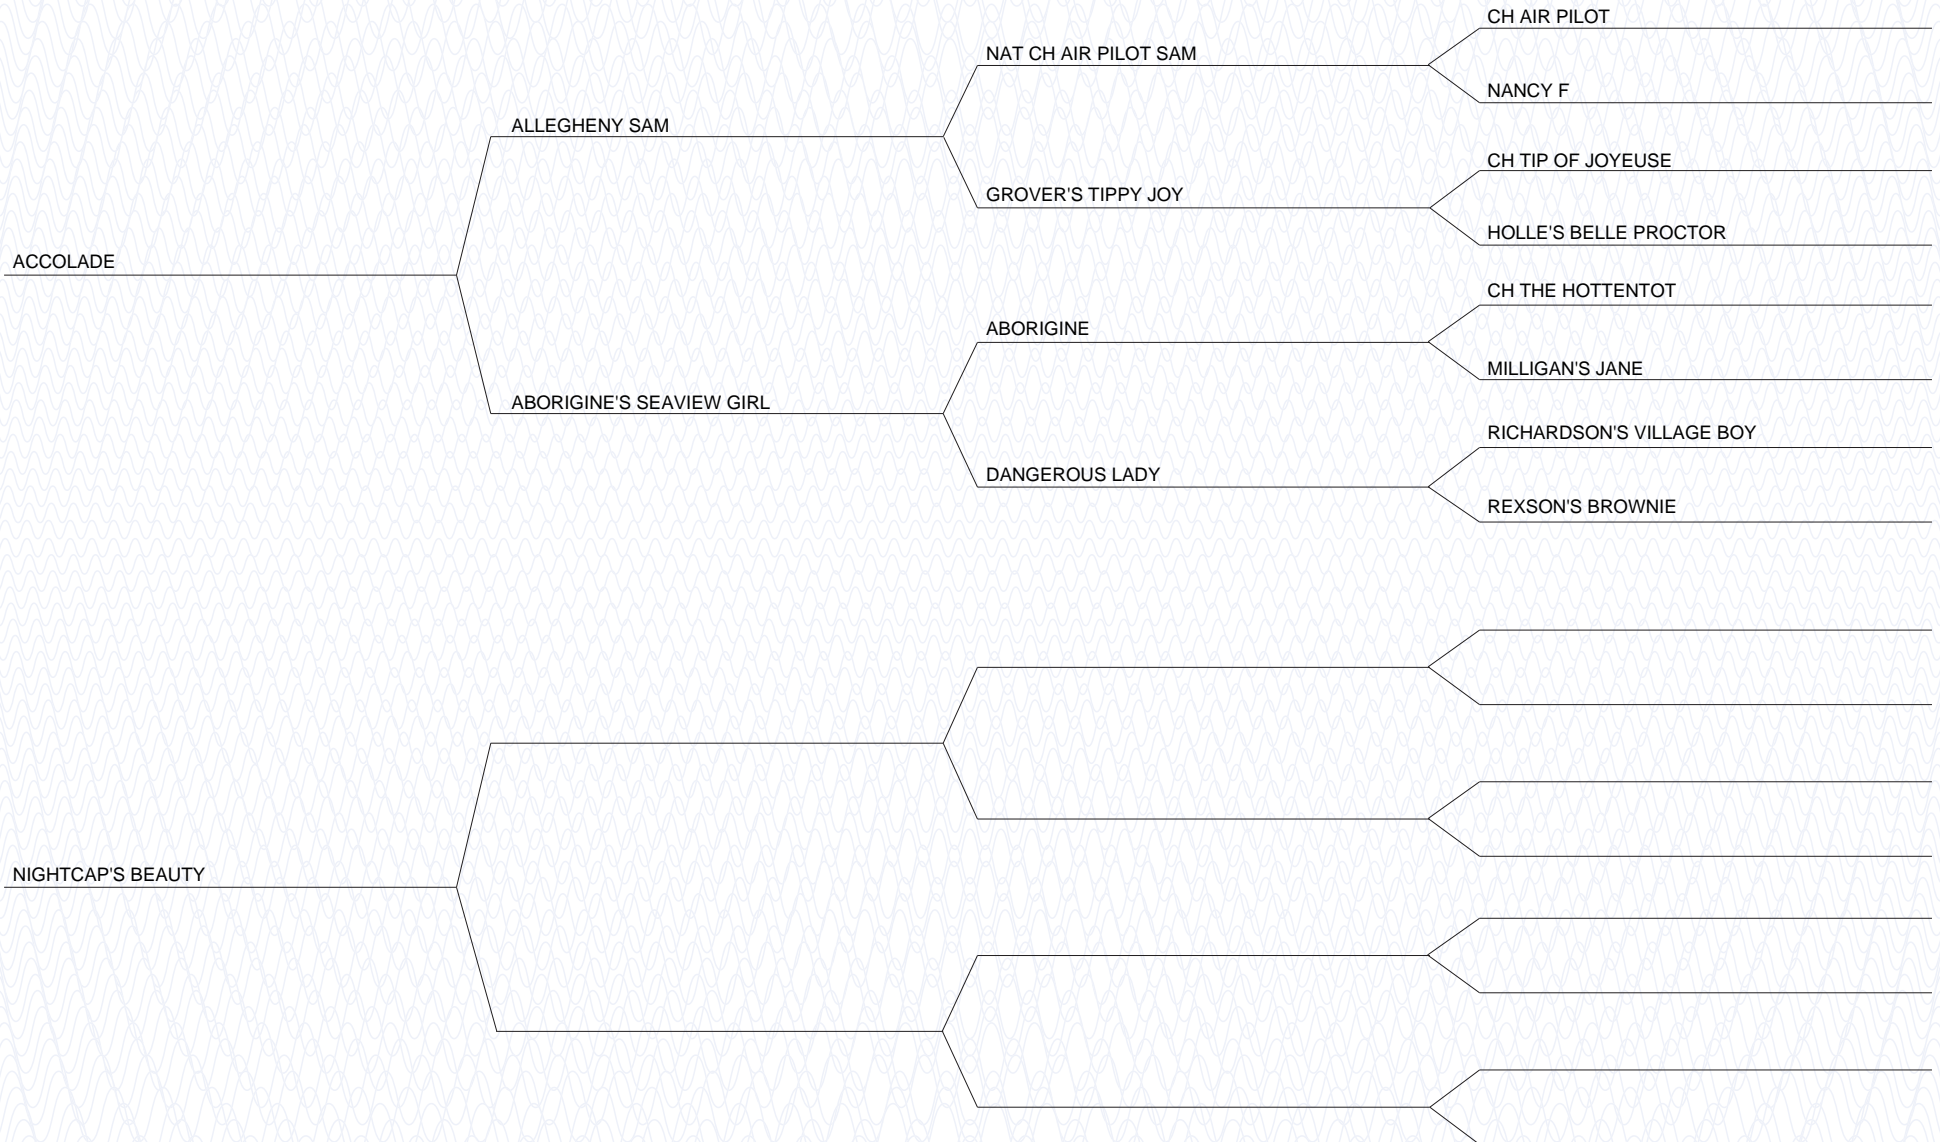 CH AIR PILOT
NAT CH AIR PILOT SAM
NANCY F
ALLEGHENY SAM
CH TIP OF JOYEUSE
GROVER'S TIPPY JOY
HOLLE'S BELLE PROCTOR
ACCOLADE
CH THE HOTTENTOT
ABORIGINE
MILLIGAN'S JANE
ABORIGINE'S SEAVIEW GIRL
RICHARDSON'S VILLAGE BOY
DANGEROUS LADY
REXSON'S BROWNIE
NIGHTCAP'S BEAUTY